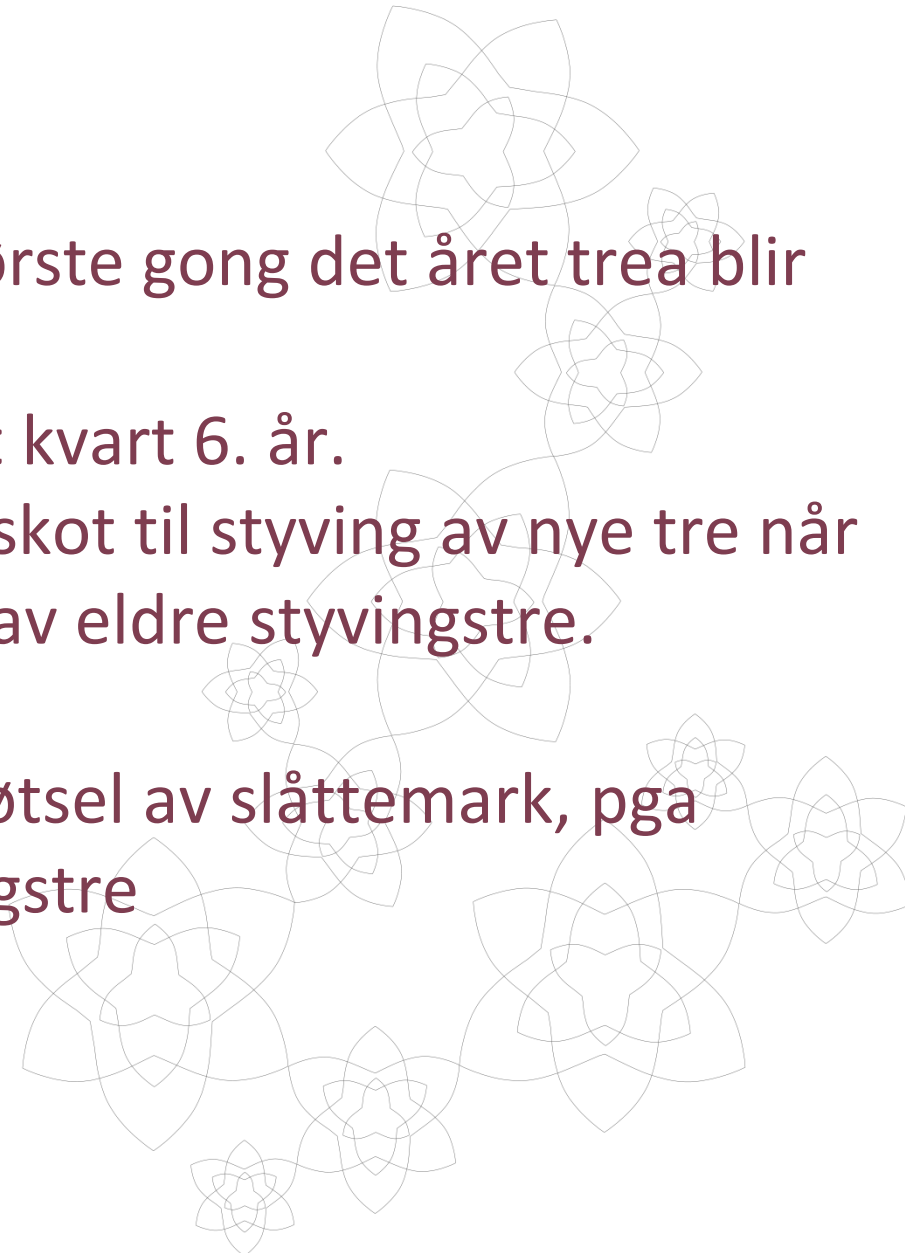 ørste gong det året trea blir
t kvart 6. år.
skot til styving av nye tre når
av eldre styvingstre.
øtsel av slåttemark, pga
gstre